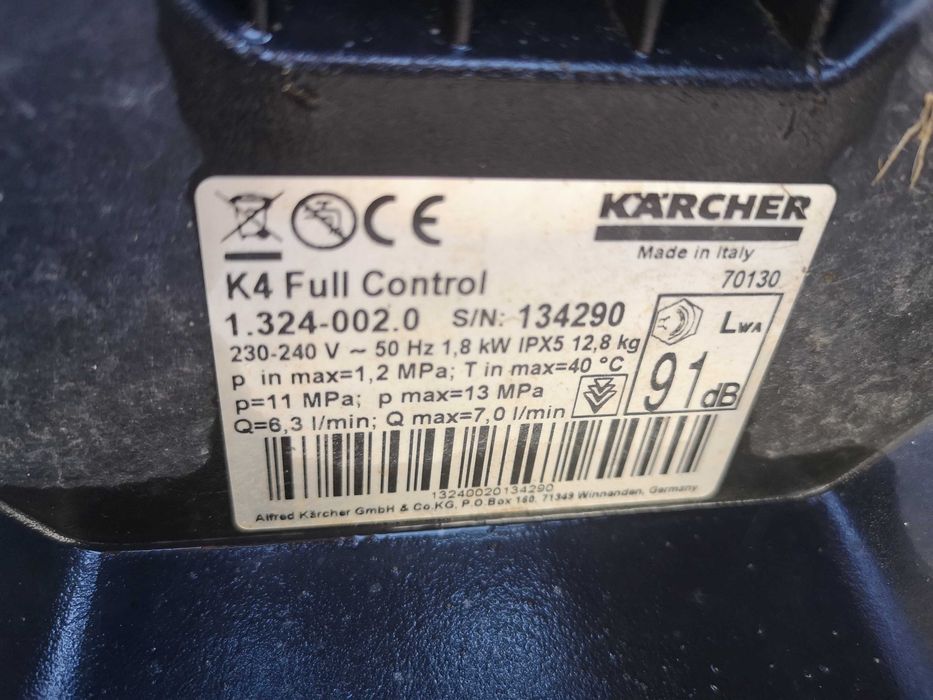 CE
KÄRCHER
Made in Italy
K4 Full Control
70130
1.324-002.0 S/N: 134290
230-240 V ~ 50 Hz 1,8 kW IPX5 12,8 kg
p in max=1,2 MPa; T in max=40 °C
p=11 MPa; p max=13 MPa
Q=6,3 l/min; Q max=7,0 l/min
LWA
91 dB
13240020134290
Alfred Kärcher GmbH & Co.KG, P.O.Box 160, 71349 Winnenden, Germany